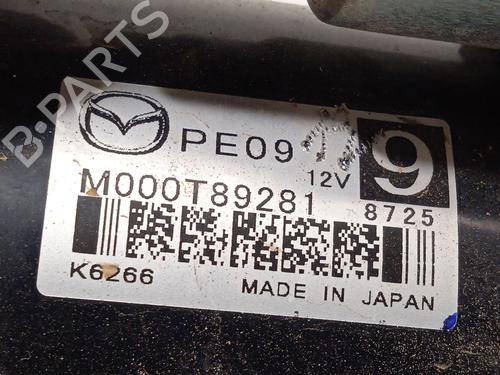 B-PARTS
PE09
12V
9
M000T89281
8725
K6266
MADE IN JAPAN